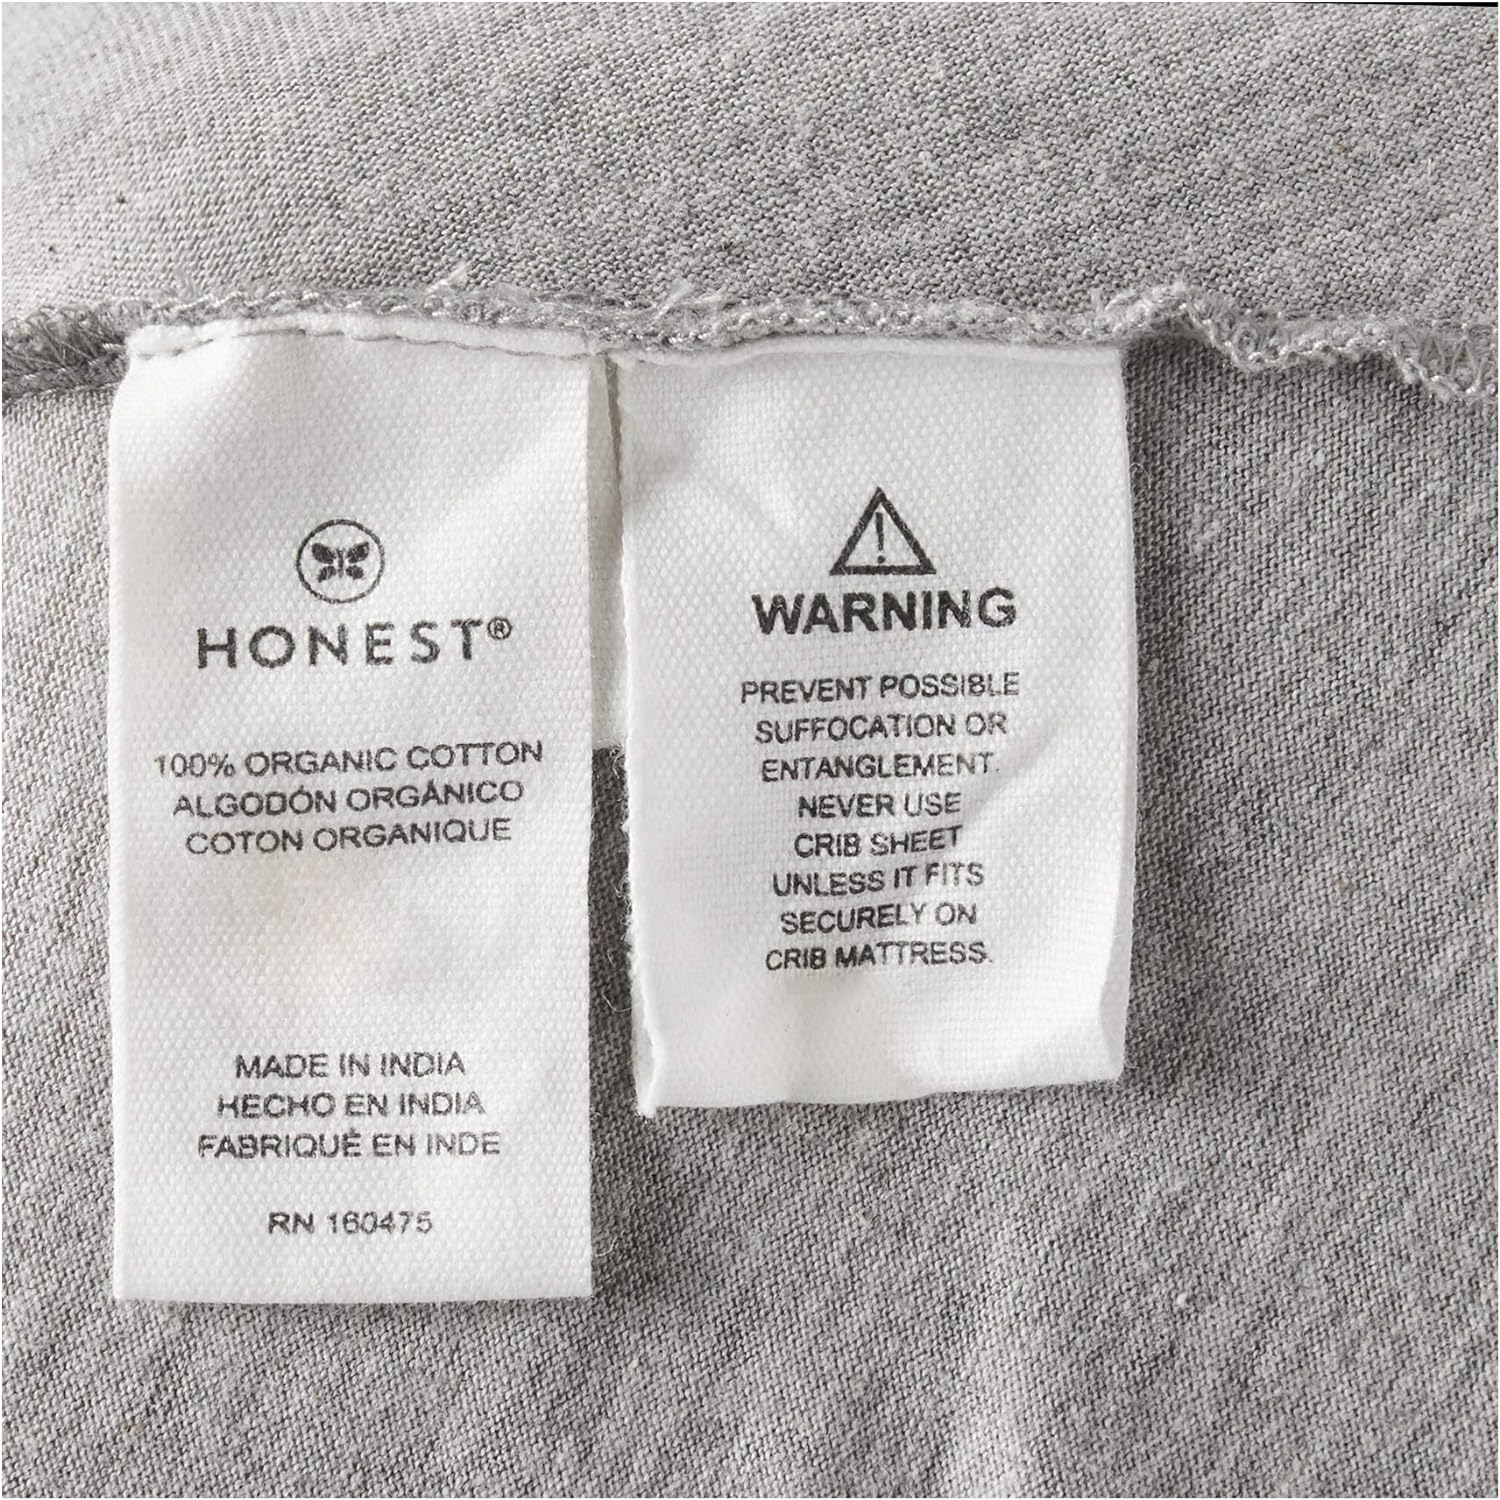 HONEST®
100% ORGANIC COTTON
ALGODÓN ORGÁNICO
COTON ORGANIQUE
MADE IN INDIA
HECHO EN INDIA
FABRIQUÉ EN INDE
RN 160475
WARNING
PREVENT POSSIBLE
SUFFOCATION OR
ENTANGLEMENT.
NEVER USE
CRIB SHEET
UNLESS IT FITS
SECURELY ON
CRIB MATTRESS.